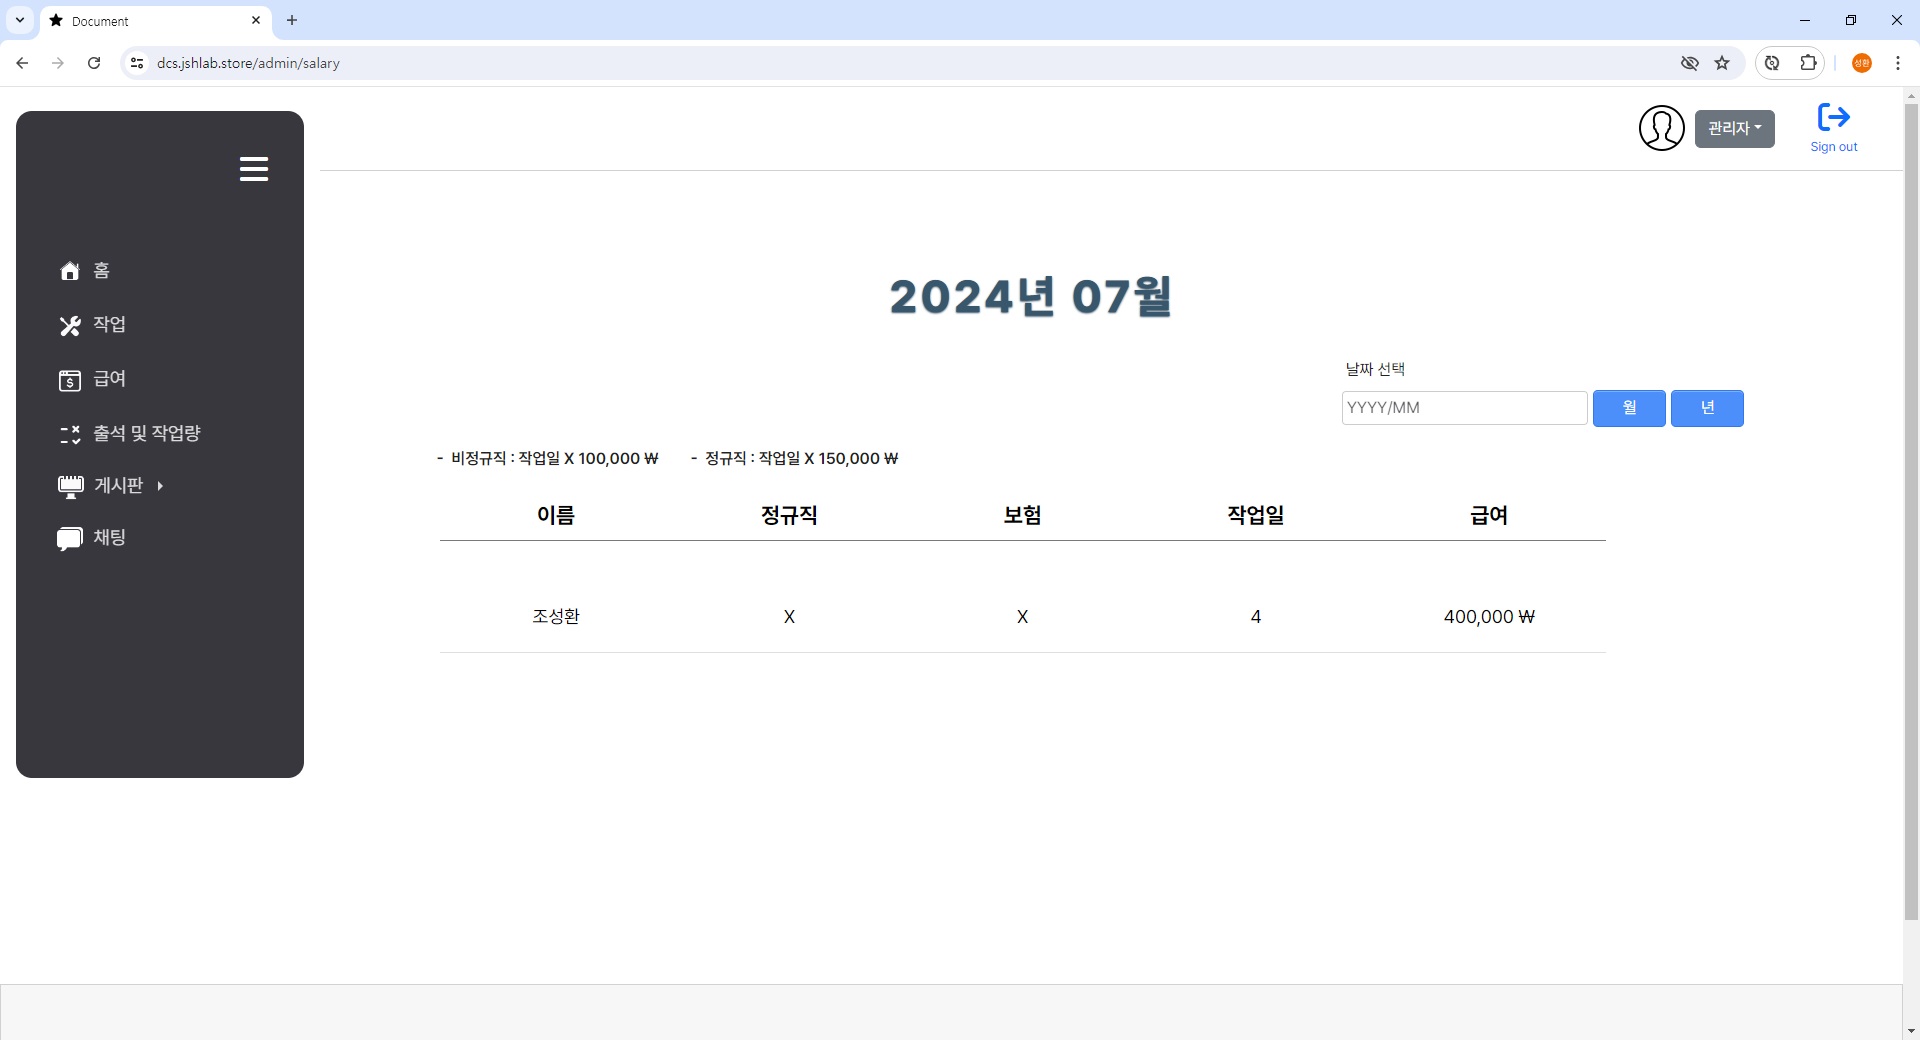 Document
dcs.jshlab.store/admin/salary
성환
관리자
Sign out
홈
작업
급여
출석 및 작업량
게시판
채팅
2024년 07월
날짜 선택
YYYY/MM
월
년
- 비정규직 : 작업일 X 100,000 ₩ - 정규직 : 작업일 X 150,000 ₩
이름 정규직 보험 작업일 급여
조성환 X X 4 400,000 ₩